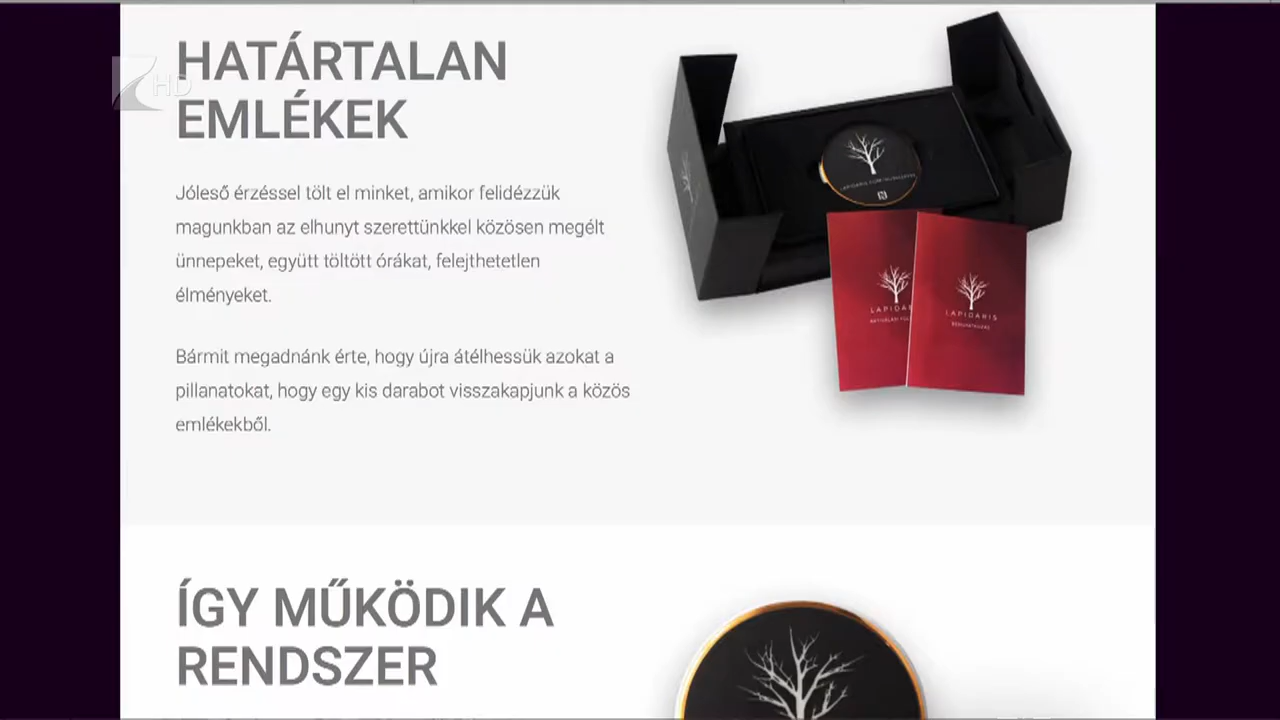 HATÁRTALAN
EMLÉKEK
HD
Jóleső érzéssel tölt el minket, amikor felidézzük
magunkban az elhunyt szerettünkkel közösen megélt
ünnepeket, együtt töltött órákat, felejthetetlen
élményeket.
Bármit megadnánk érte, hogy újra átélhessük azokat a
pillanatokat, hogy egy kis darabot visszakapjunk a közös
emlékekből.
LAPIDARIS
ÍGY MŰKÖDIK A
RENDSZER